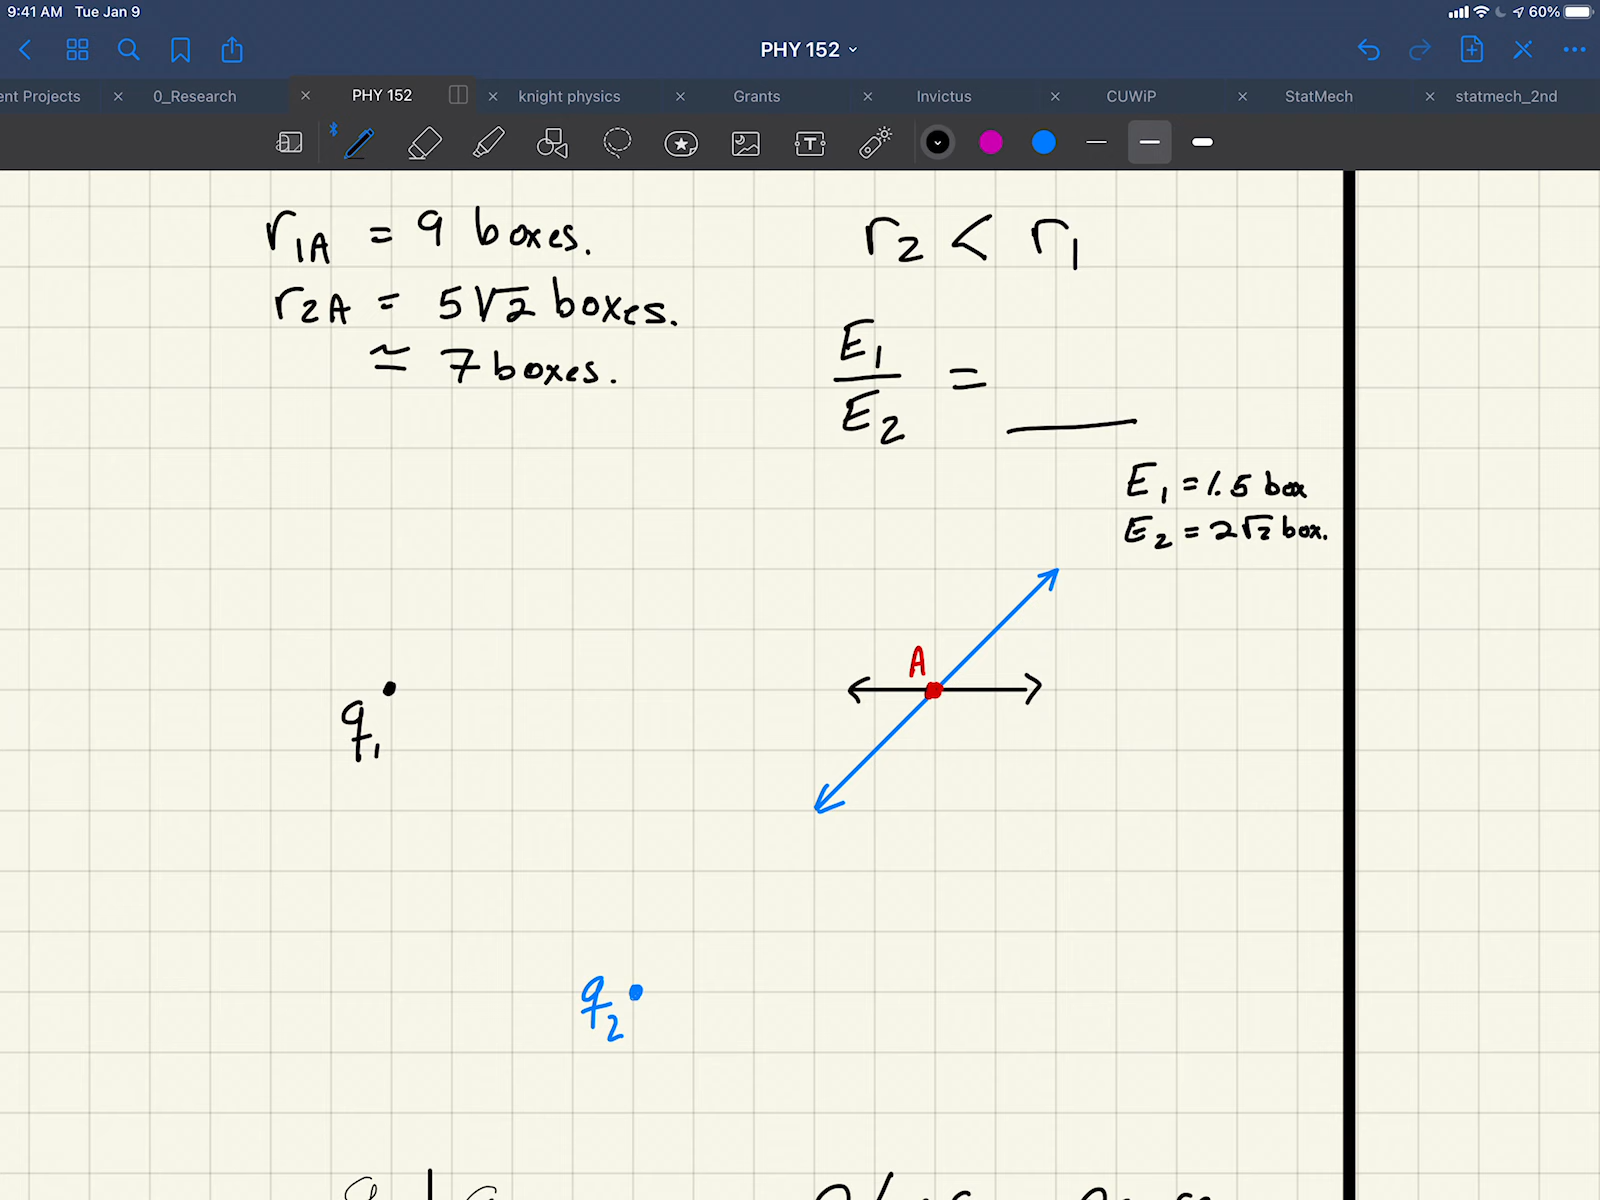 9:41 AM Tue Jan 9
60%
PHY 152
ent Projects
0_Research
PHY 152
knight physics
Grants
Invictus
CUWiP
StatMech
statmech_2nd
T
r₁A = 9 boxes.
r₂A = 5√2 boxes.
≃ 7 boxes.
r₂ < r₁
E₁/E₂ = ___
E₁ = 1.5 box
E₂ = 2√2 box.
A
q₁
q₂